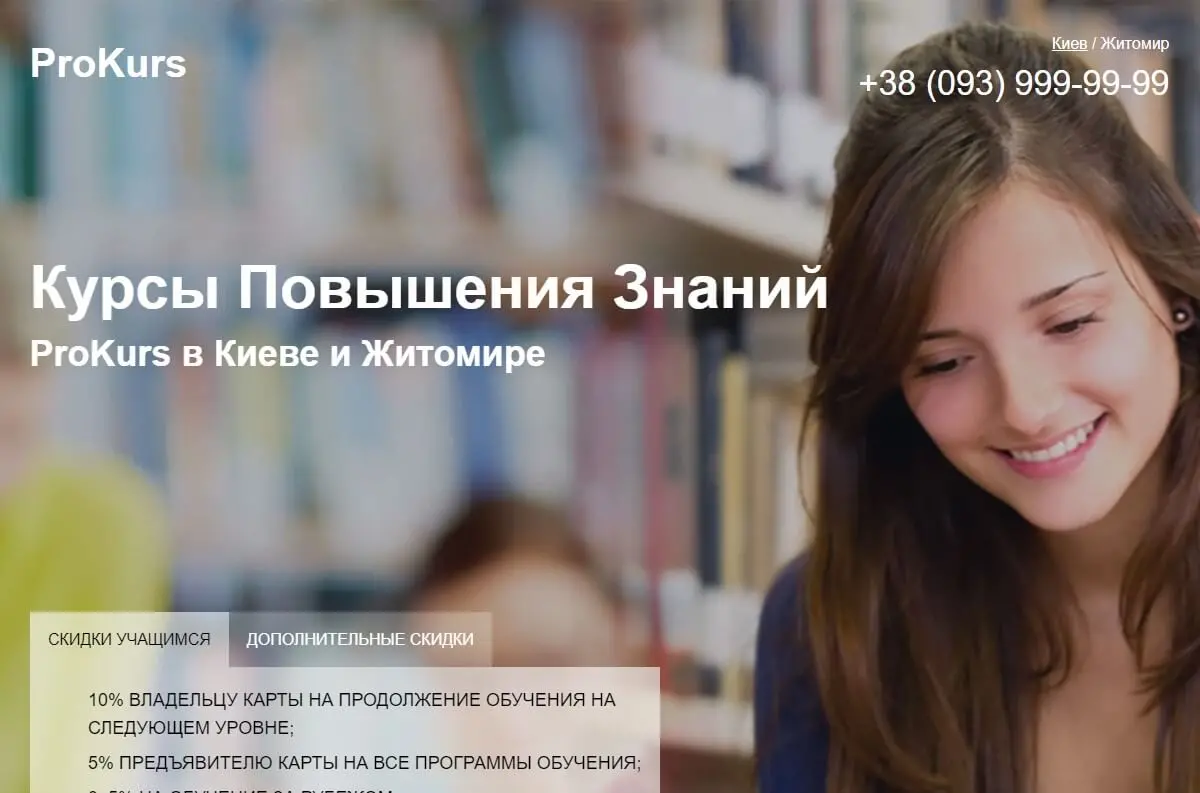 ProKurs
Киев / Житомир
+38 (093) 999-99-99
Курсы Повышения Знаний
ProKurs в Киеве и Житомире
СКИДКИ УЧАЩИМСЯ
ДОПОЛНИТЕЛЬНЫЕ СКИДКИ
10% ВЛАДЕЛЬЦУ КАРТЫ НА ПРОДОЛЖЕНИЕ ОБУЧЕНИЯ НА
СЛЕДУЮЩЕМ УРОВНЕ;
5% ПРЕДЪЯВИТЕЛЮ КАРТЫ НА ВСЕ ПРОГРАММЫ ОБУЧЕНИЯ;